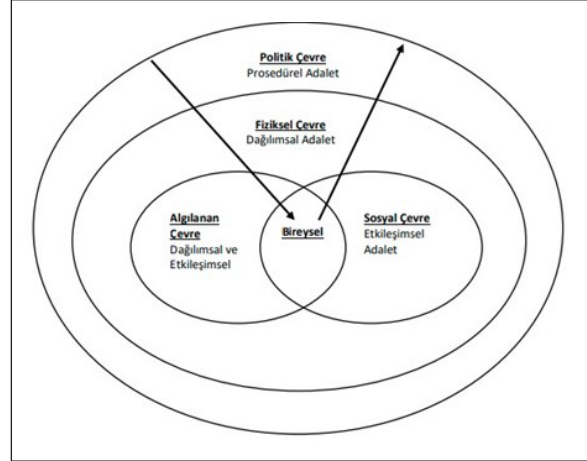 Politik Çevre
Prosedürel Adalet
Fiziksel Çevre
Dağılımsal Adalet
Algılanan
Çevre
Dağılımsal ve
Etkileşimsel
Bireysel
Sosyal Çevre
Etkileşimsel
Adalet